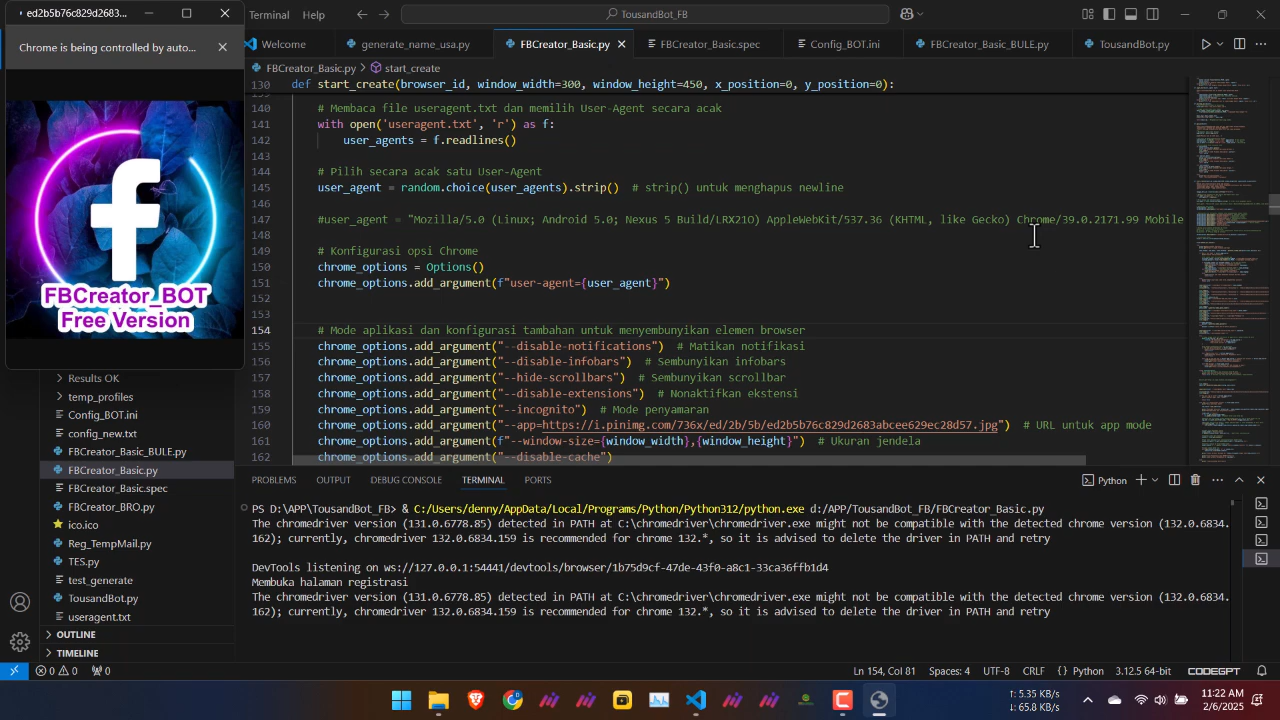 ed2b5b76c829d2683...
Chrome is being controlled by auto...
FBCreator_BOT
Free Version
Terminal Help
TousandBot_FB
Welcome
generate_name_usa.py
FBCreator_Basic.py
FBCreator_Basic.spec
Config_BOT.ini
FBCreator_Basic_BULE.py
TousandBot.py
FBCreator_Basic.py > start_create
130 def start_create(browser_id, window_width=300, window_height=450, x_position=0, y_position=0):
140 # Membaca file useragent.txt dan memilih User-Agent secara acak
141 with open('useragent.txt', 'r') as f:
142 user_agents = f.readlines()
143
144 # Pilih secara acak satu user-agent
145 user_agent = random.choice(user_agents).strip() # strip() untuk menghapus newline
146
147 #user_agent = "Mozilla/5.0 (Linux; Android 5.0; Nexus 5 Build/LRX21O) AppleWebKit/537.36 (KHTML, like Gecko) Chrome/39.0.2171.99 Mobile
148
149 # Konfigurasi opsi Chrome
150 chrome_options = Options()
151 chrome_options.add_argument(f"user-agent={user_agent}")
152
153
154 # Modifikasi dan konfigurasi tambahan untuk menyembunyikan elemen bawaan
155 chrome_options.add_argument("--disable-notifications") # Matikan notifikasi
156 chrome_options.add_argument("--disable-infobars") # Sembunyikan infobars
157 chrome_options.add_argument("--hide-scrollbars") # Sembunyikan scrollbar
158 chrome_options.add_argument("--disable-extensions") # Nonaktifkan ekstensi
159 chrome_options.add_argument("--incognito") # Mode penyamaran
160 # URL untuk app mode
161 chrome_options.add_argument(f"--window-size={window_width},{window_height}") # Ukuran jendela
162 chrome_options.add_argument("--disable-cache")
Results OK
temp_profiles
Config_BOT.ini
config_new.txt
FBCreator_Basic_BULE.py
FBCreator_Basic.py
FBCreator_Basic.spec
FBCreator_BRO.py
ico.ico
Reg_TempMail.py
TES.py
test_generate
TousandBot.py
useragent.txt
OUTLINE
TIMELINE
PROBLEMS OUTPUT DEBUG CONSOLE TERMINAL PORTS
Python
PS D:\APP\TousandBot_FB> & C:/Users/denny/AppData/Local/Programs/Python/Python312/python.exe d:/APP/TousandBot_FB/FBCreator_Basic.py
The chromedriver version (131.0.6778.85) detected in PATH at C:\chromedriver\chromedriver.exe might not be compatible with the detected chrome version (132.0.6834.
162); currently, chromedriver 132.0.6834.159 is recommended for chrome 132.*, so it is advised to delete the driver in PATH and retry
DevTools listening on ws://127.0.0.1:54441/devtools/browser/1b75d9cf-47de-43f0-a8c1-33ca36ffb1d4
Membuka halaman registrasi
The chromedriver version (131.0.6778.85) detected in PATH at C:\chromedriver\chromedriver.exe might not be compatible with the detected chrome version (132.0.6834.
162); currently, chromedriver 132.0.6834.159 is recommended for chrome 132.*, so it is advised to delete the driver in PATH and retry
0 0 0
Ln 154, Col 81 Spaces: 4 UTF-8 CRLF {} Python 3.12.5 64-bit CODEGPT
↑: 5.35 KB/s
↓: 65.8 KB/s
11:22 AM
2/6/2025